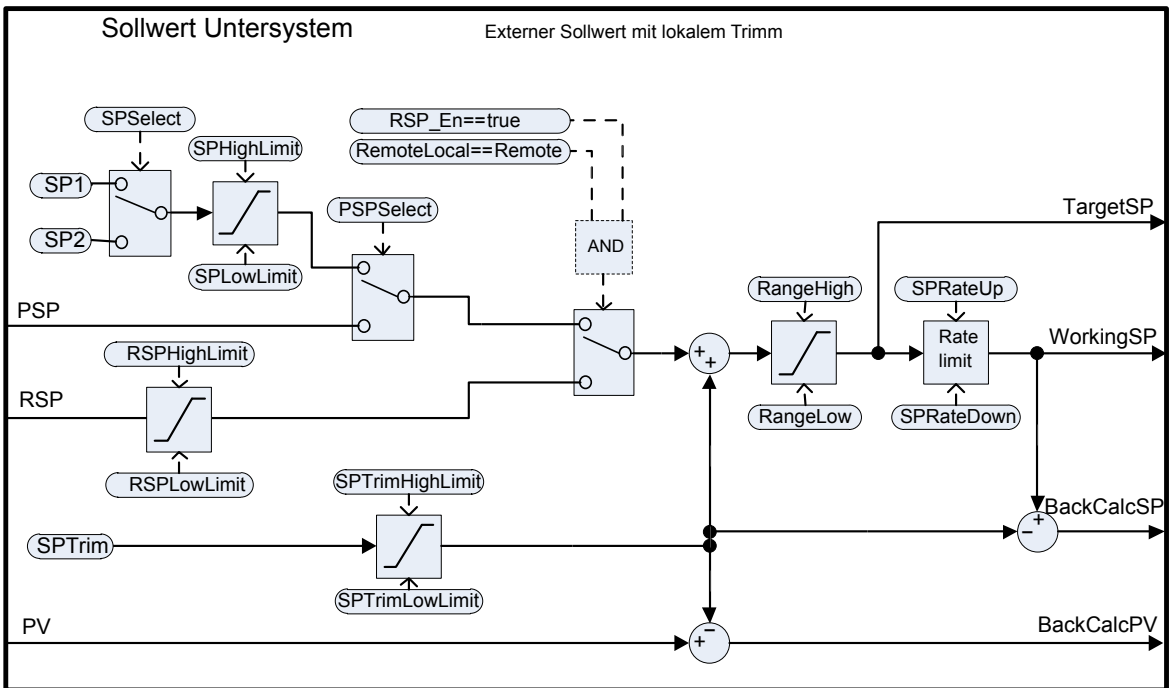 Sollwert Untersystem
Externer Sollwert mit lokalem Trimm
SPSelect
RSP_En==true
SPHighLimit
RemoteLocal==Remote
SP1
PSPSelect
TargetSP
SP2
AND
SPLowLimit
RangeHigh
SPRateUp
PSP
RSPHighLimit
+
+
Rate
limit
WorkingSP
RSP
RangeLow
SPRateDown
RSPLowLimit
SPTrimHighLimit
BackCalcSP
+
−
SPTrim
SPTrimLowLimit
PV
−
+
BackCalcPV